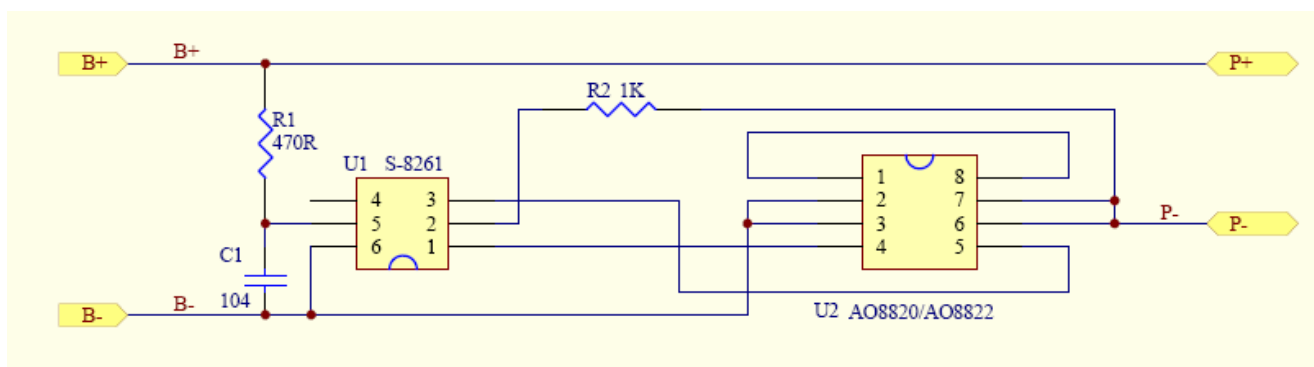 B+ B+ P+
R2 1K
R1
470R
U1 S-8261
4 3
5 2
6 1
1 8
2 7
3 6
4 5
P- P-
C1
104
B- B-
U2 AO8820/AO8822